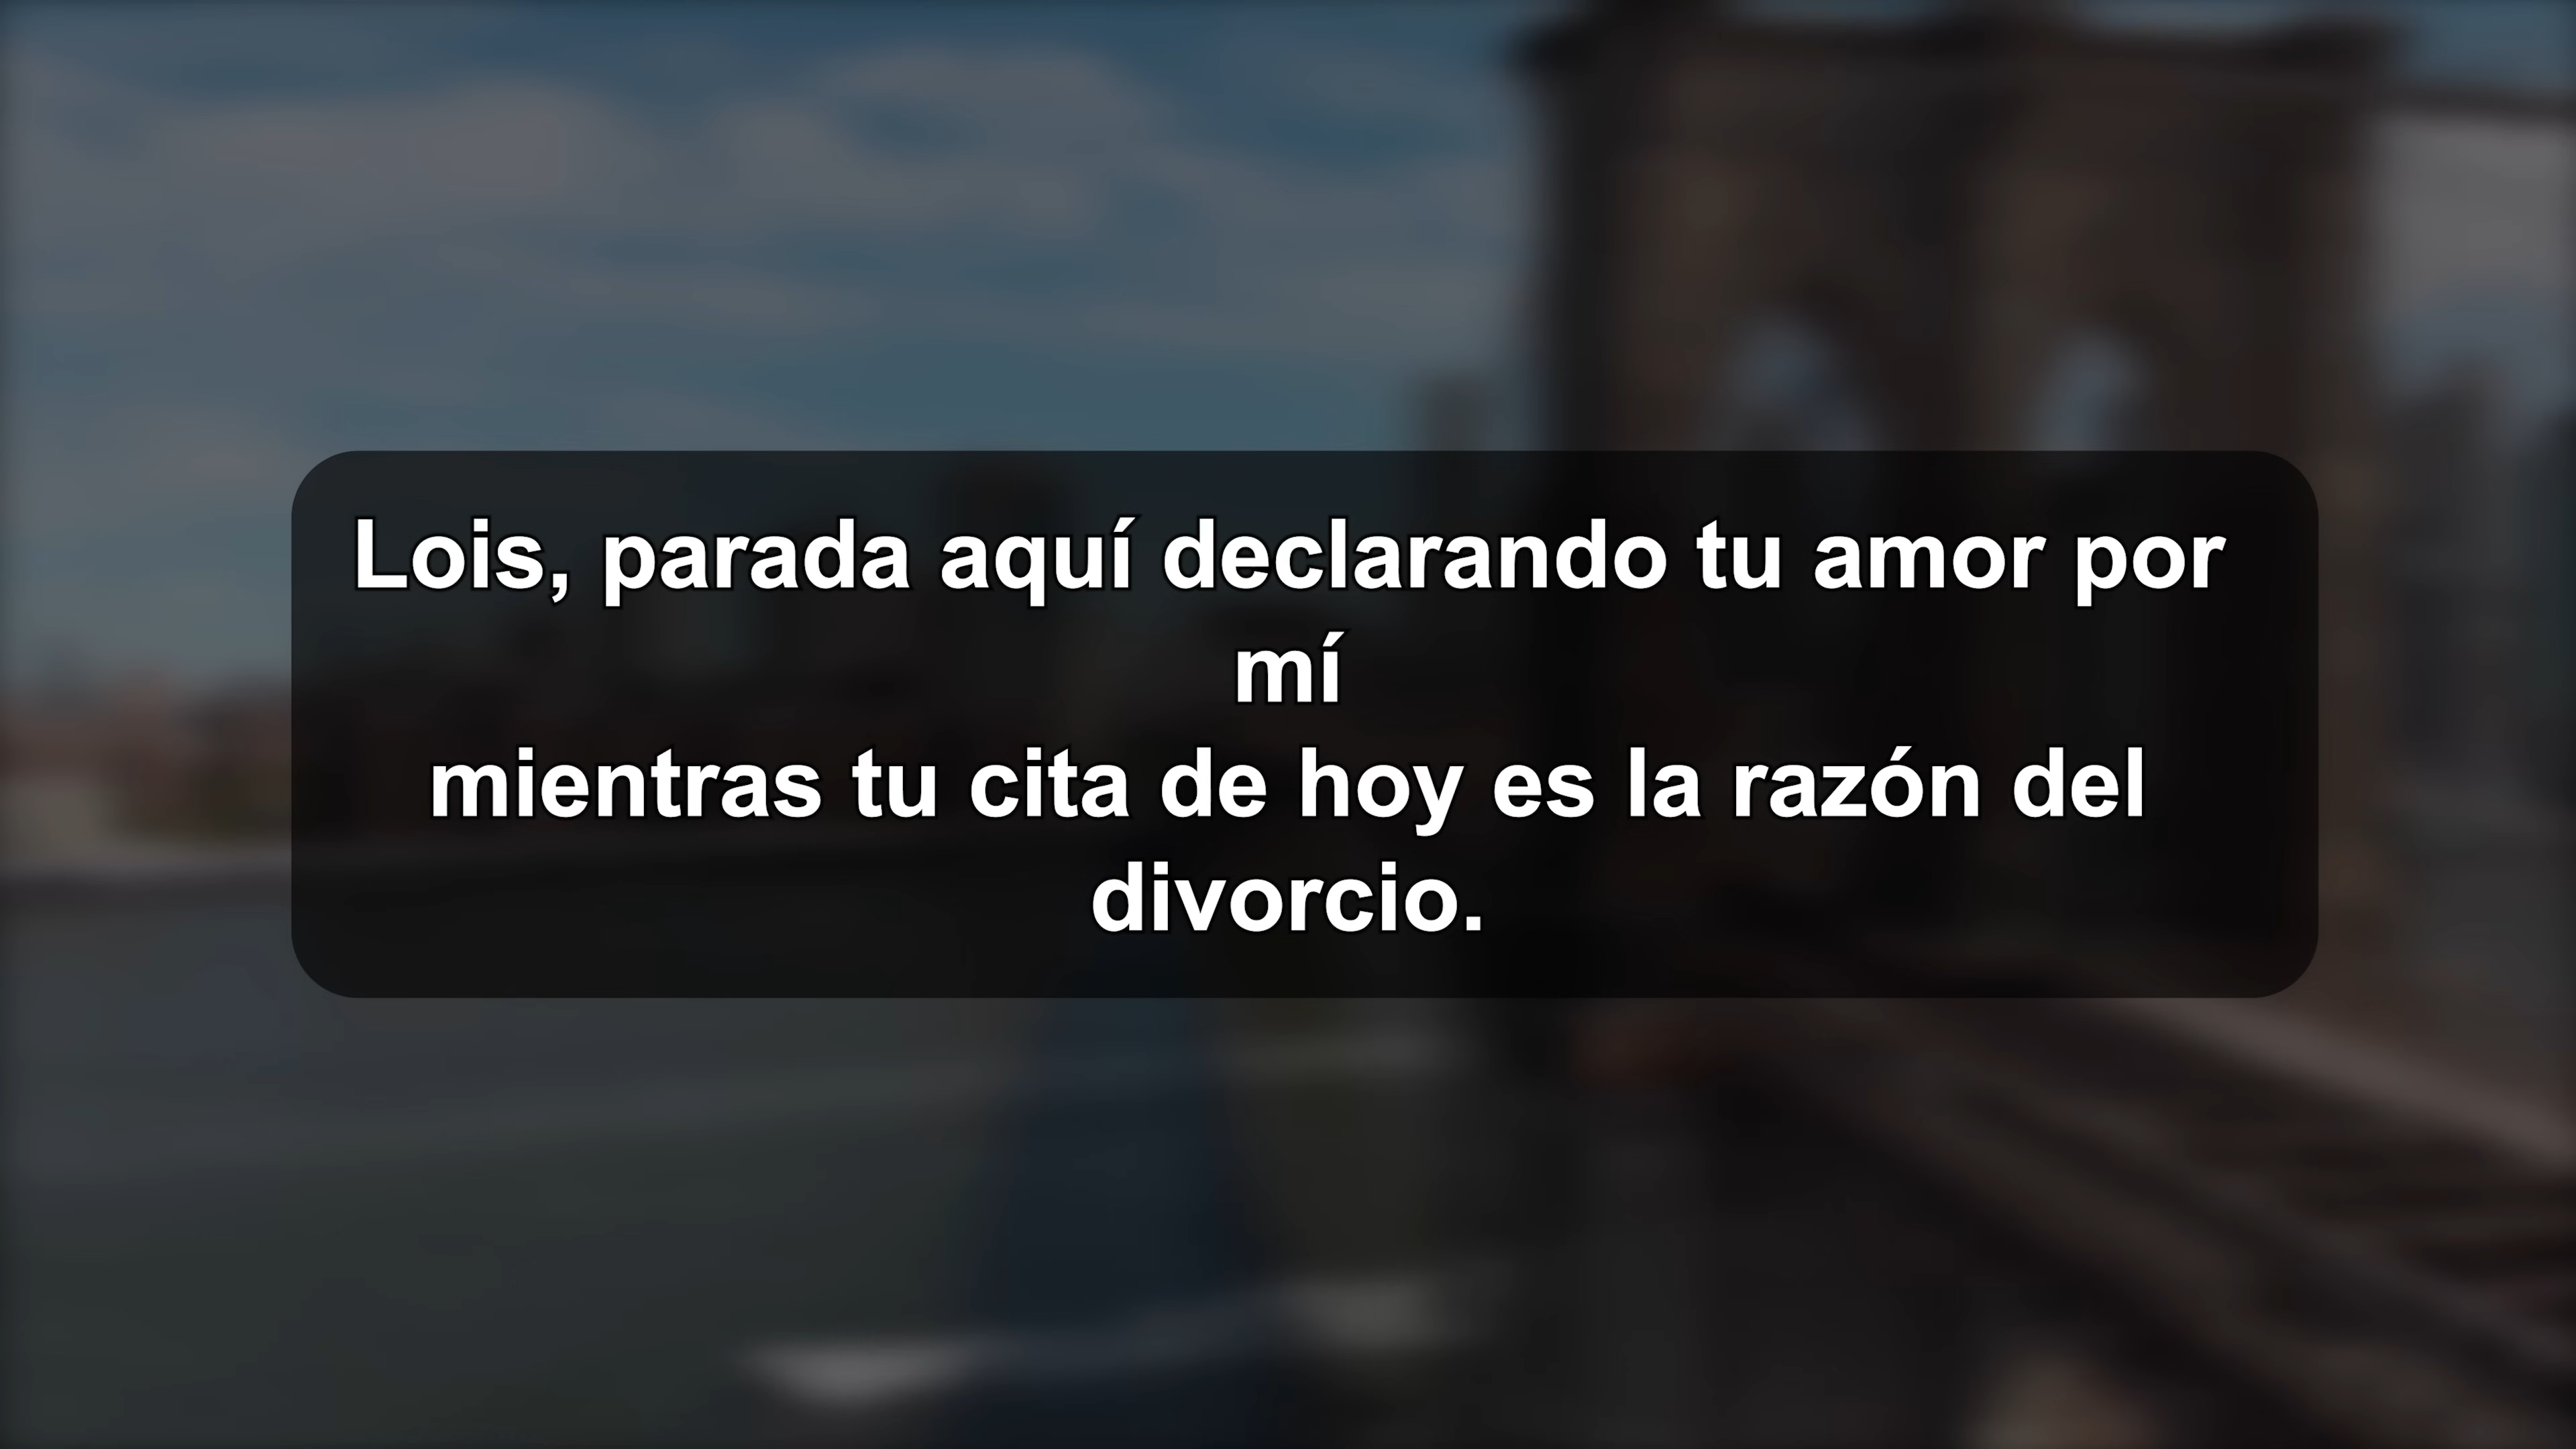 Lois, parada aquí declarando tu amor por
mí
mientras tu cita de hoy es la razón del
divorcio.